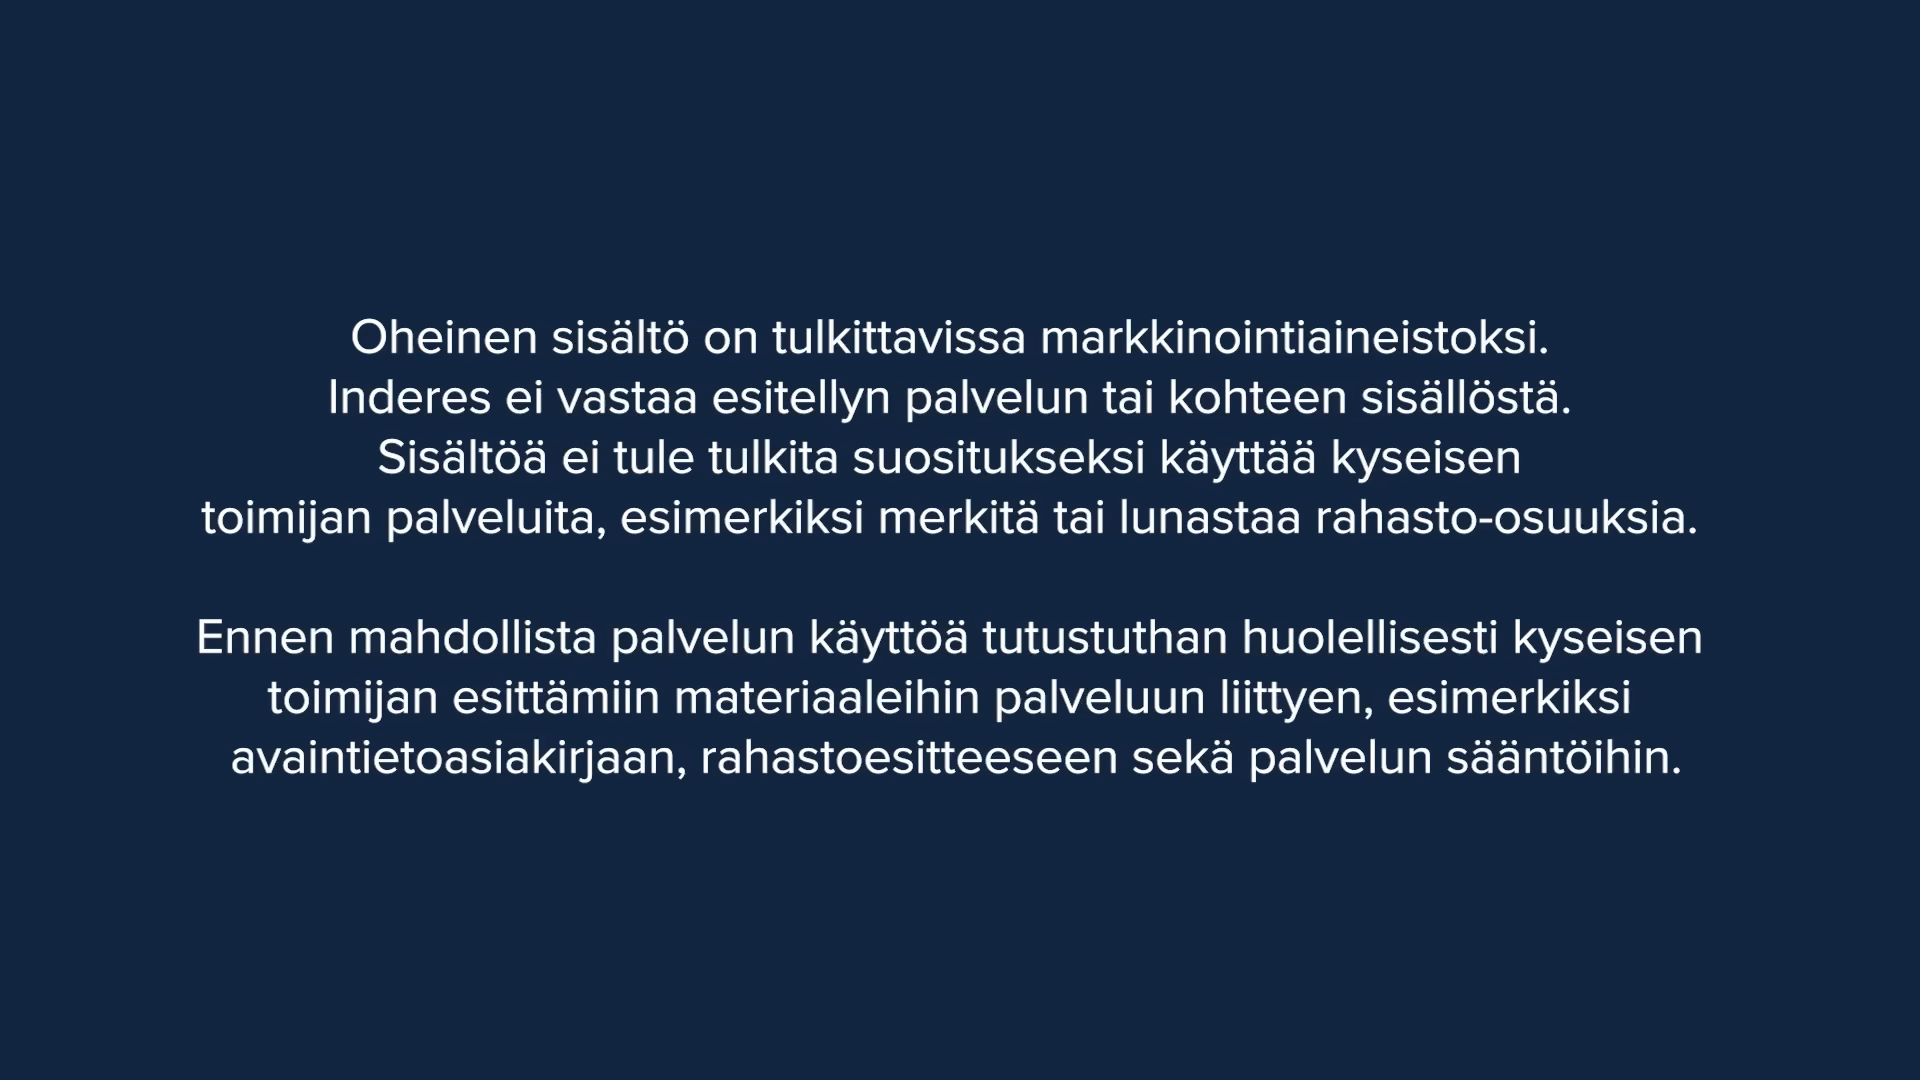 Oheinen sisältö on tulkittavissa markkinointiaineistoksi.
Inderes ei vastaa esitellyn palvelun tai kohteen sisällöstä.
Sisältöä ei tule tulkita suositukseksi käyttää kyseisen
toimijan palveluita, esimerkiksi merkitä tai lunastaa rahasto-osuuksia.
Ennen mahdollista palvelun käyttöä tutustuthan huolellisesti kyseisen
toimijan esittämiin materiaaleihin palveluun liittyen, esimerkiksi
avaintietoasiakirjaan, rahastoesitteeseen sekä palvelun sääntöihin.